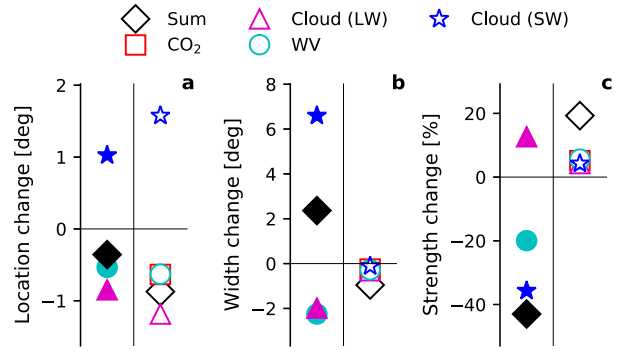 Sum
Cloud (LW)
Cloud (SW)
CO₂
WV
a
b
c
Location change [deg]
2
1
0
−1
Width change [deg]
8
6
4
2
0
−2
Strength change [%]
20
0
−20
−40